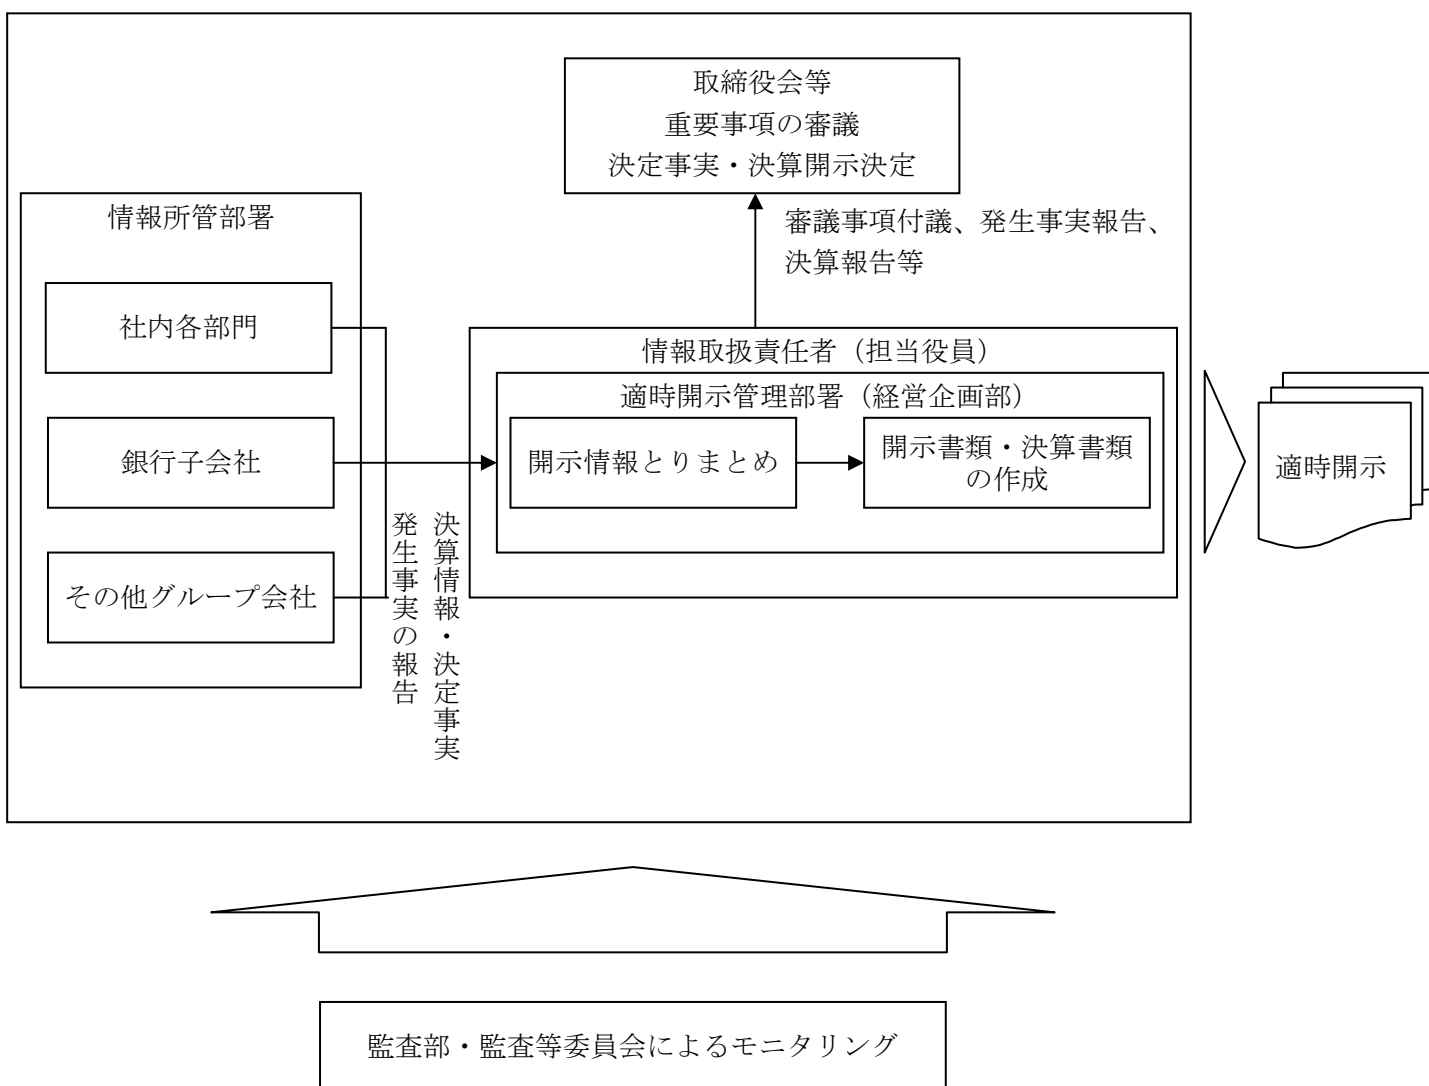 取締役会等
重要事項の審議
決定事実・決算開示決定
情報所管部署
審議事項付議、発生事実報告、
決算報告等
社内各部門
情報取扱責任者（担当役員）
適時開示管理部署（経営企画部）
銀行子会社
開示情報とりまとめ
開示書類・決算書類
の作成
適時開示
決算情報・決定事実
発生事実の報告
その他グループ会社
監査部・監査等委員会によるモニタリング